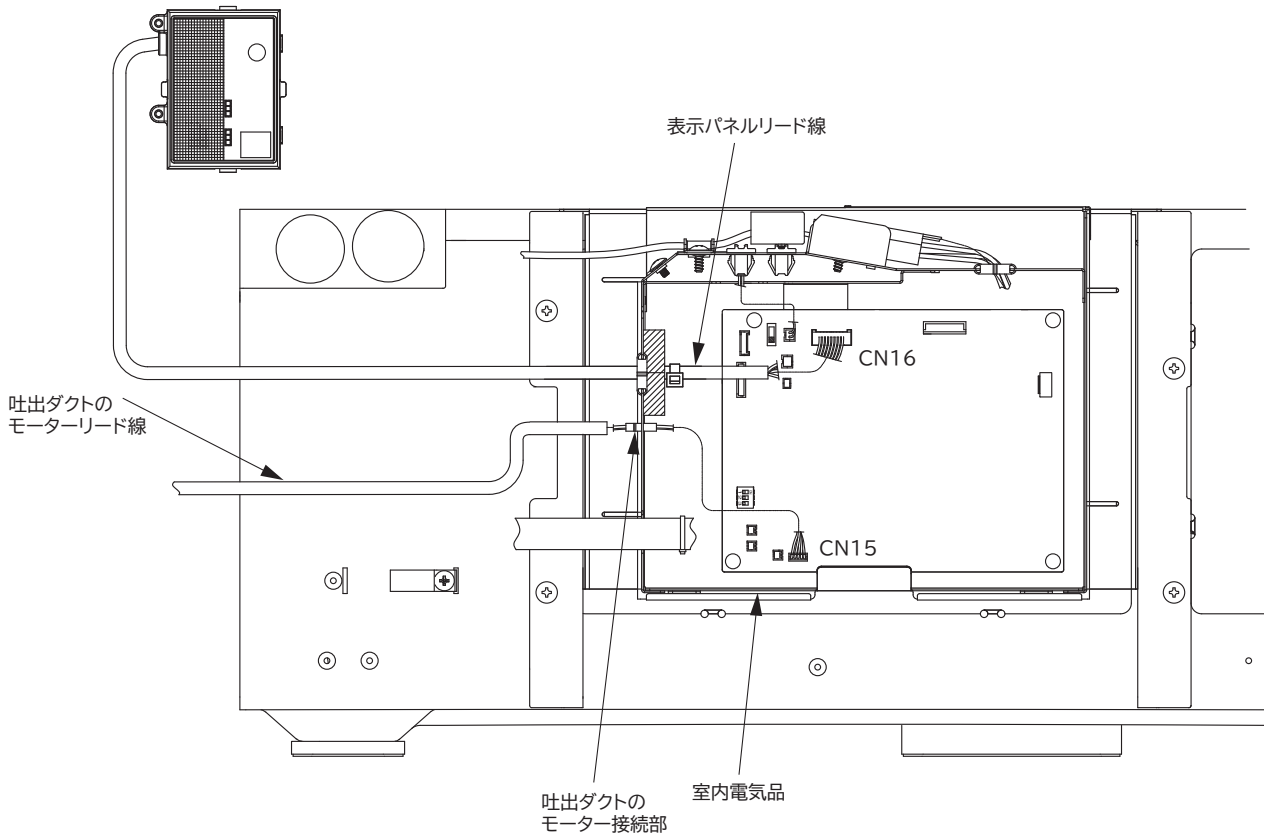 表示パネルリード線
CN16
吐出ダクトの
モーターリード線
CN15
室内電気品
吐出ダクトの
モーター接続部